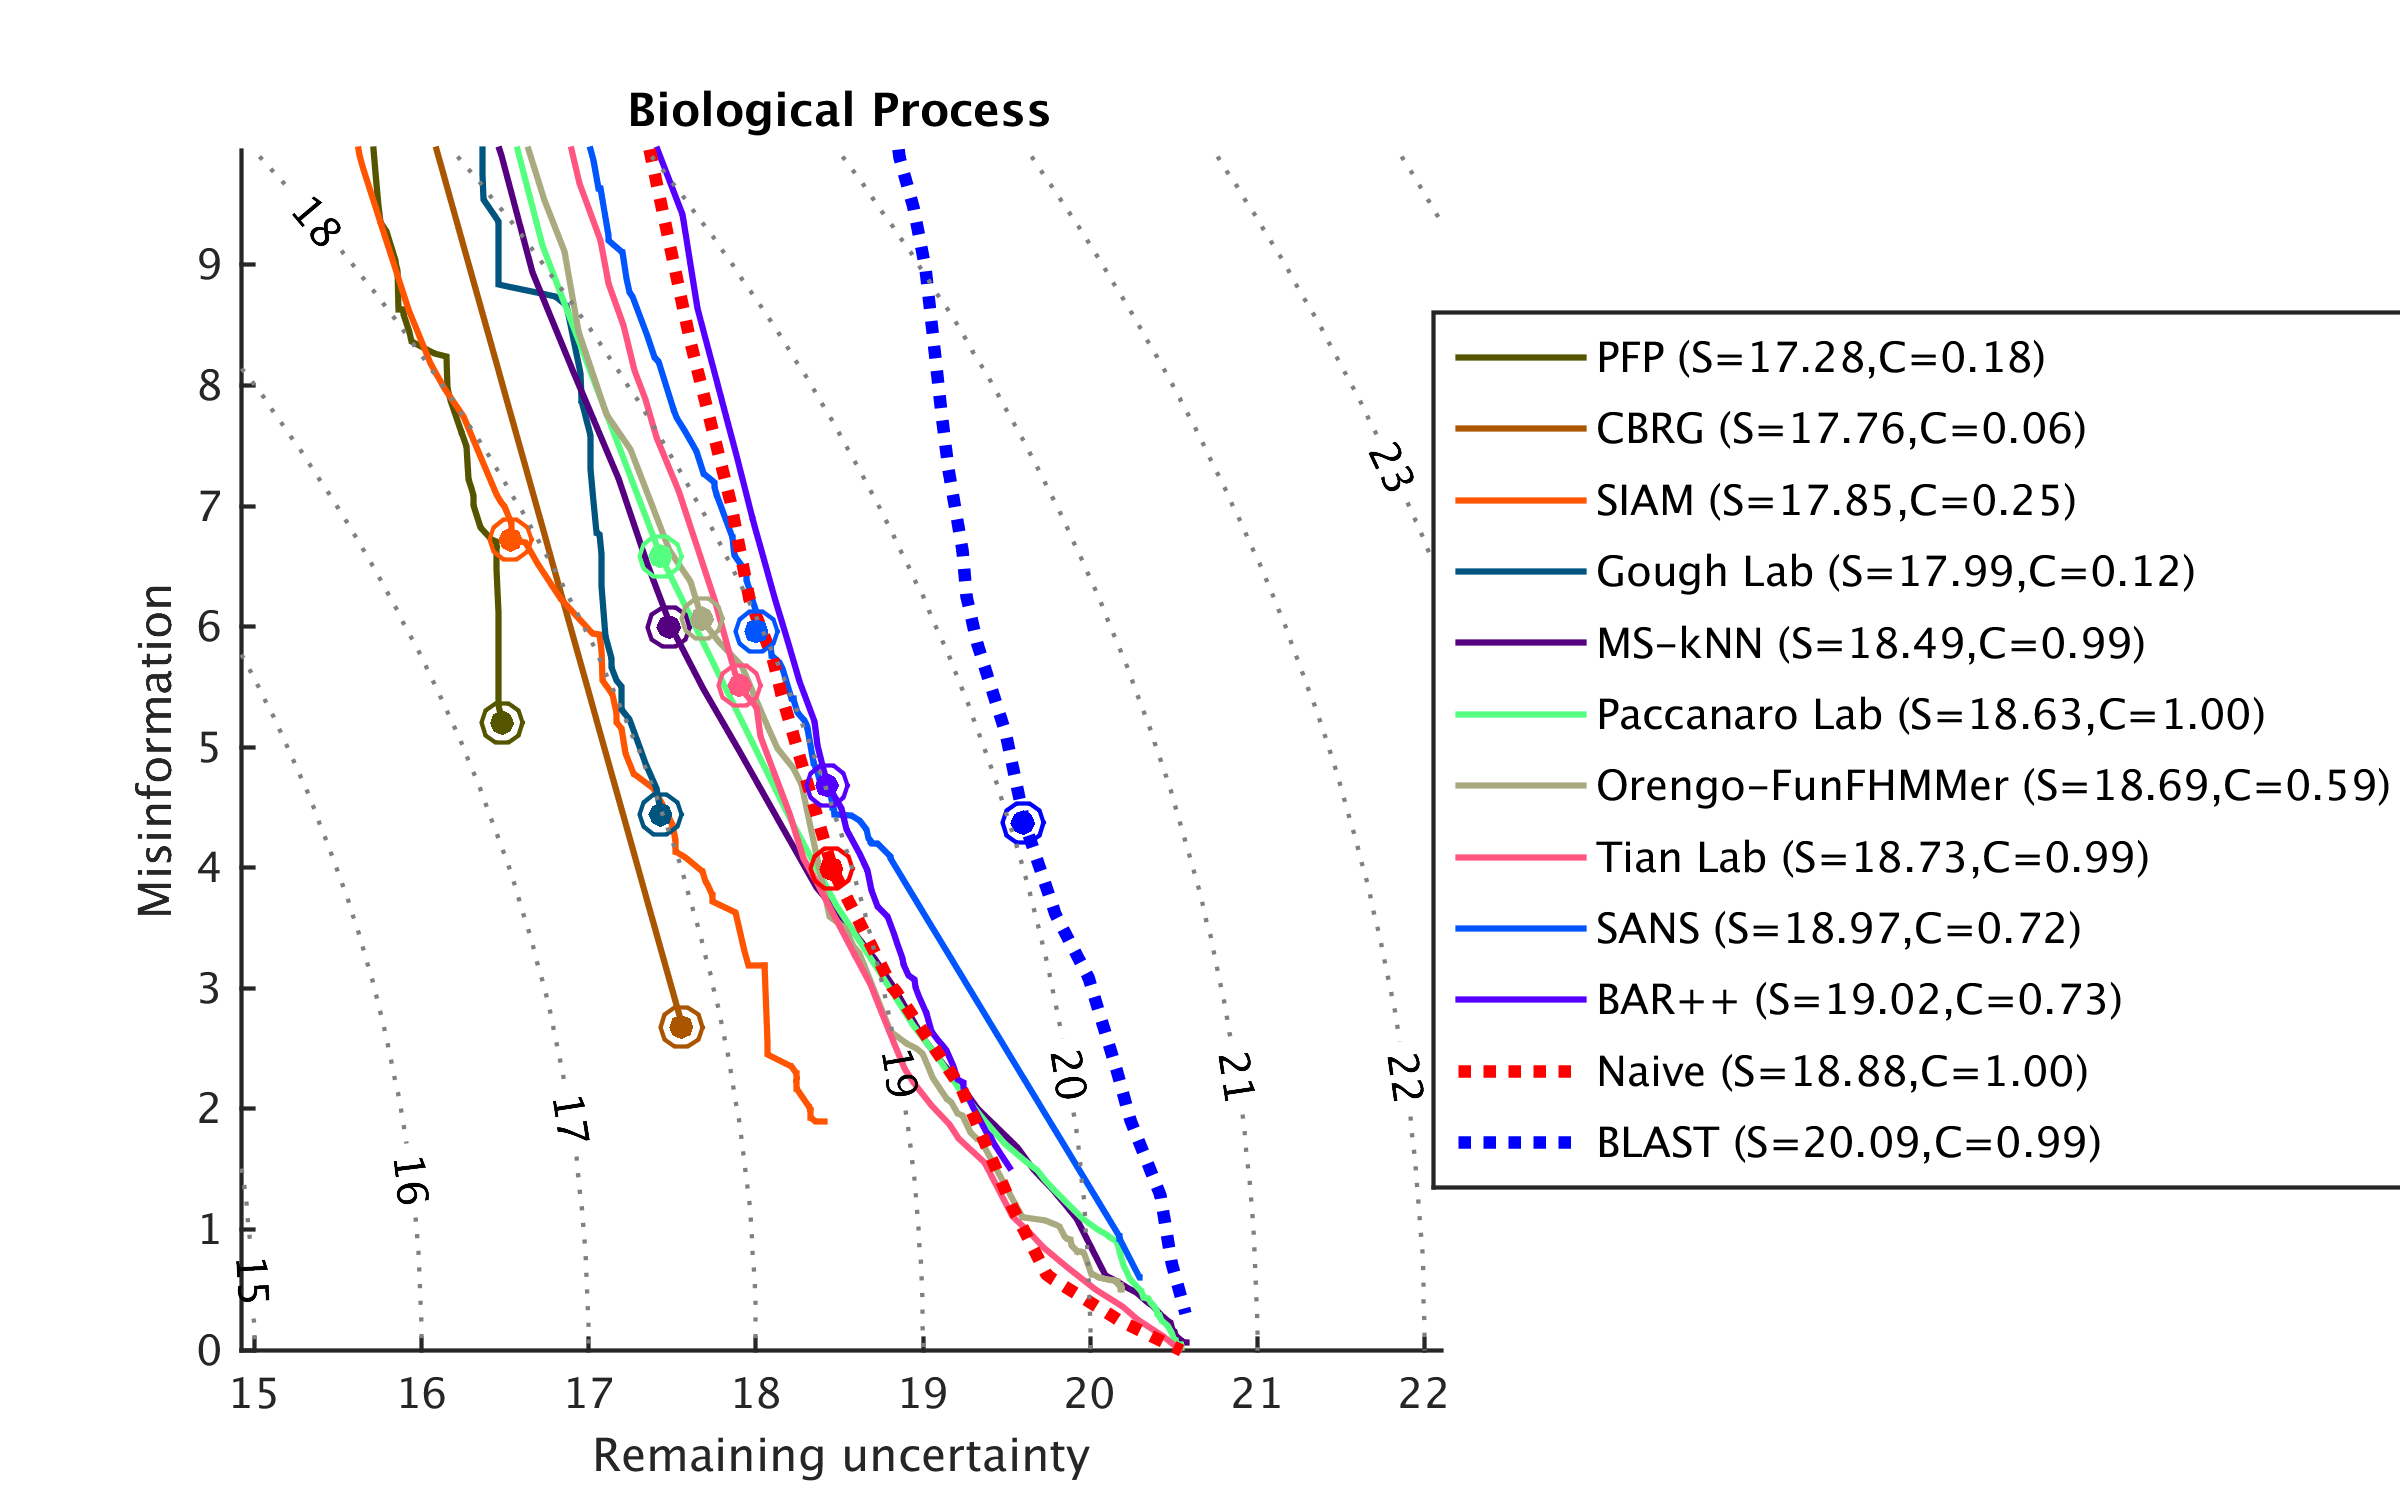 Biological Process
Misinformation
9
8
7
6
5
4
3
2
1
0
15
16
17
18
19
20
21
22
Remaining uncertainty
18
23
15
16
17
19
20
21
22
PFP (S=17.28,C=0.18)
CBRG (S=17.76,C=0.06)
SIAM (S=17.85,C=0.25)
Gough Lab (S=17.99,C=0.12)
MS-kNN (S=18.49,C=0.99)
Paccanaro Lab (S=18.63,C=1.00)
Orengo-FunFHMMer (S=18.69,C=0.59)
Tian Lab (S=18.73,C=0.99)
SANS (S=18.97,C=0.72)
BAR++ (S=19.02,C=0.73)
Naive (S=18.88,C=1.00)
BLAST (S=20.09,C=0.99)